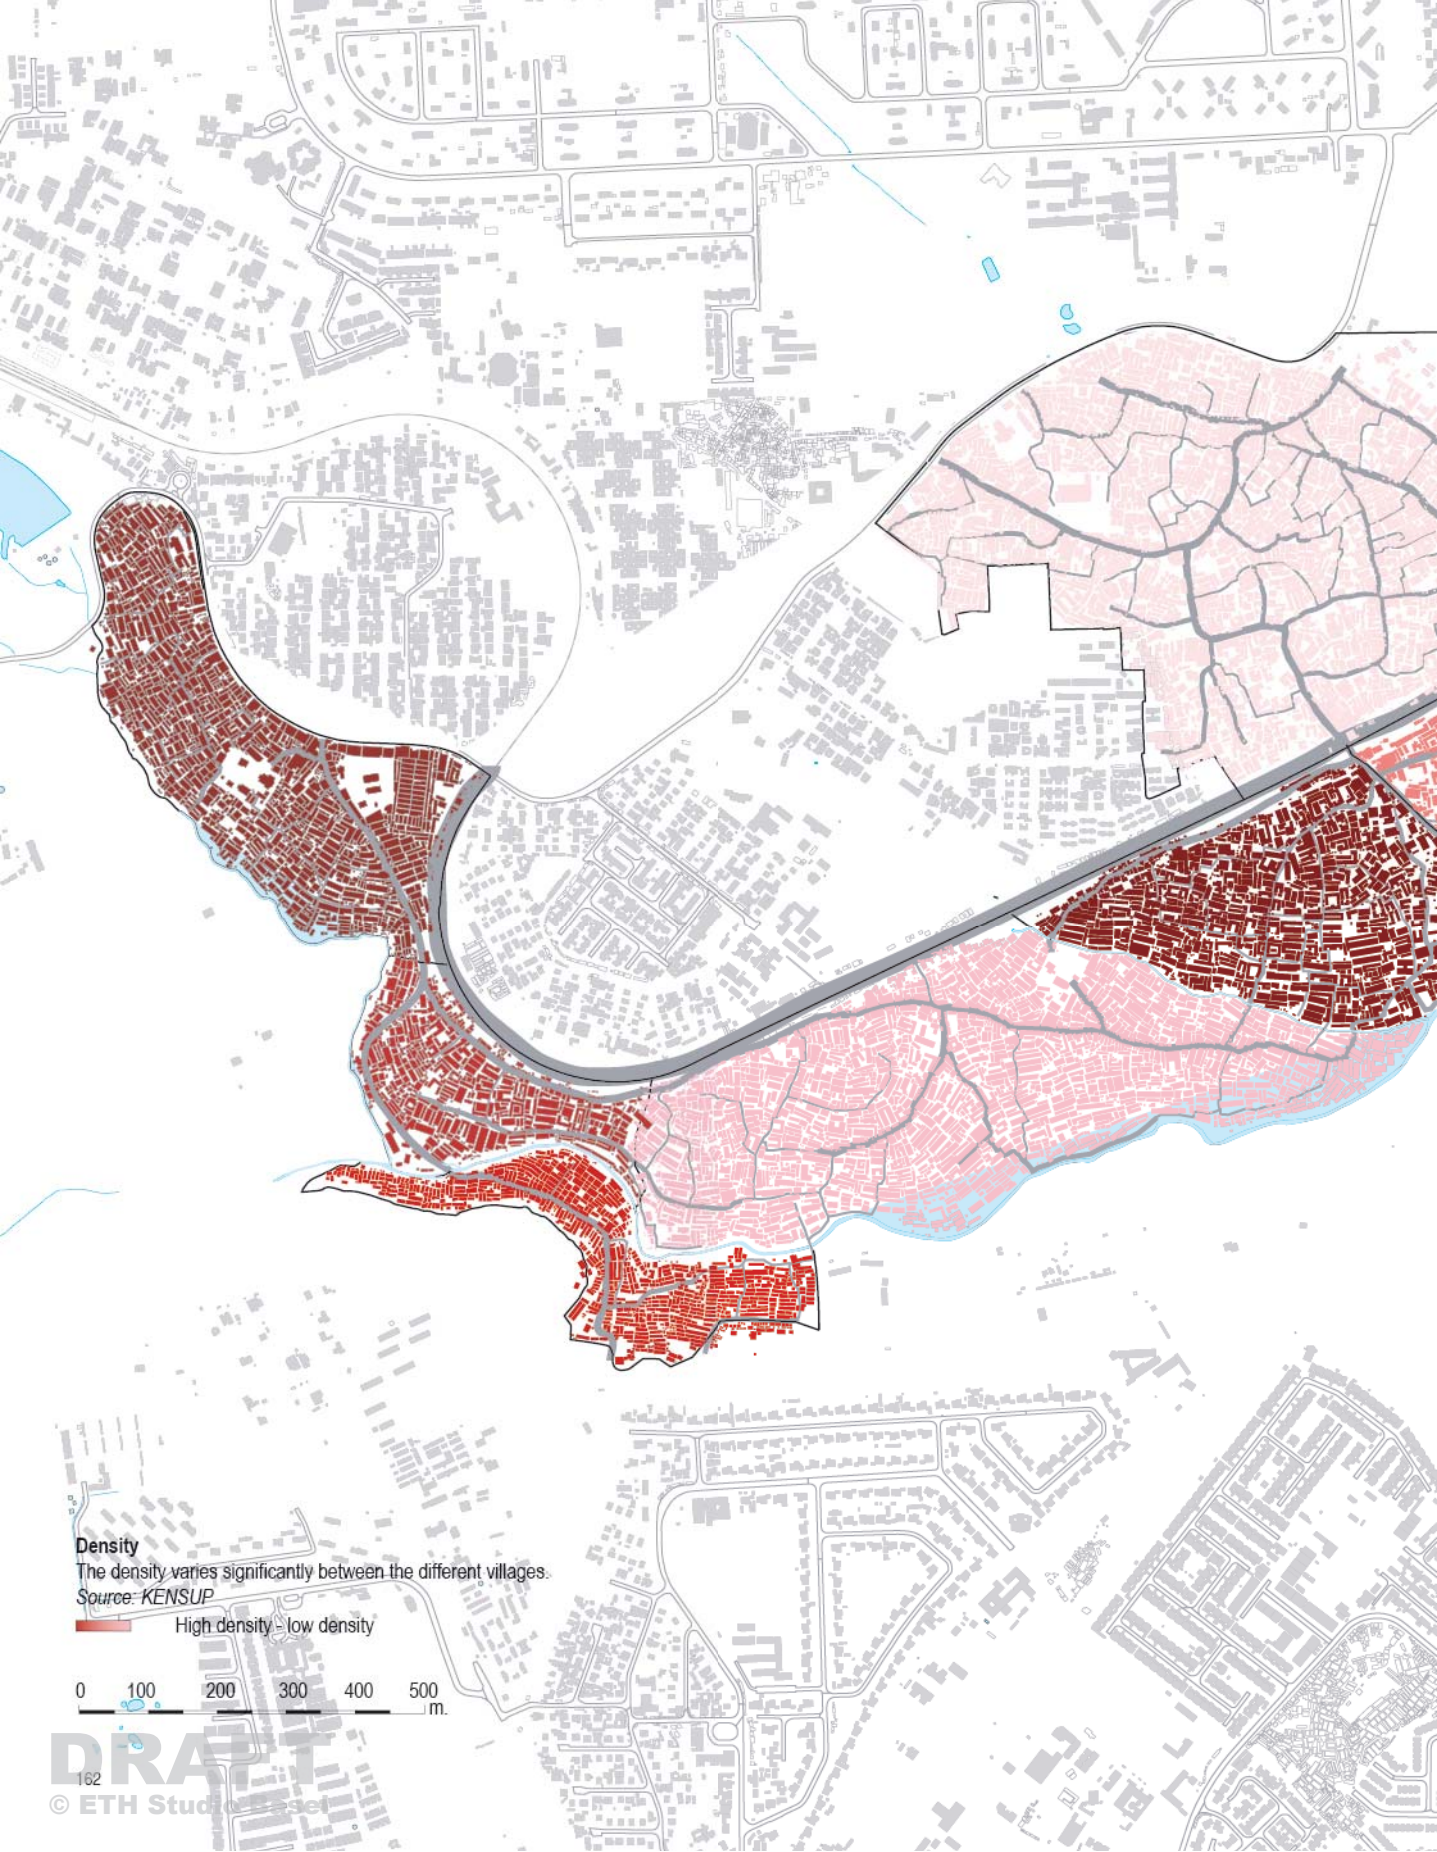 Density
The density varies significantly between the different villages.
Source: KENSUP
High density - low density
0 100 200 300 400 500
m.
DRAFT
162
© ETH Studio Basel